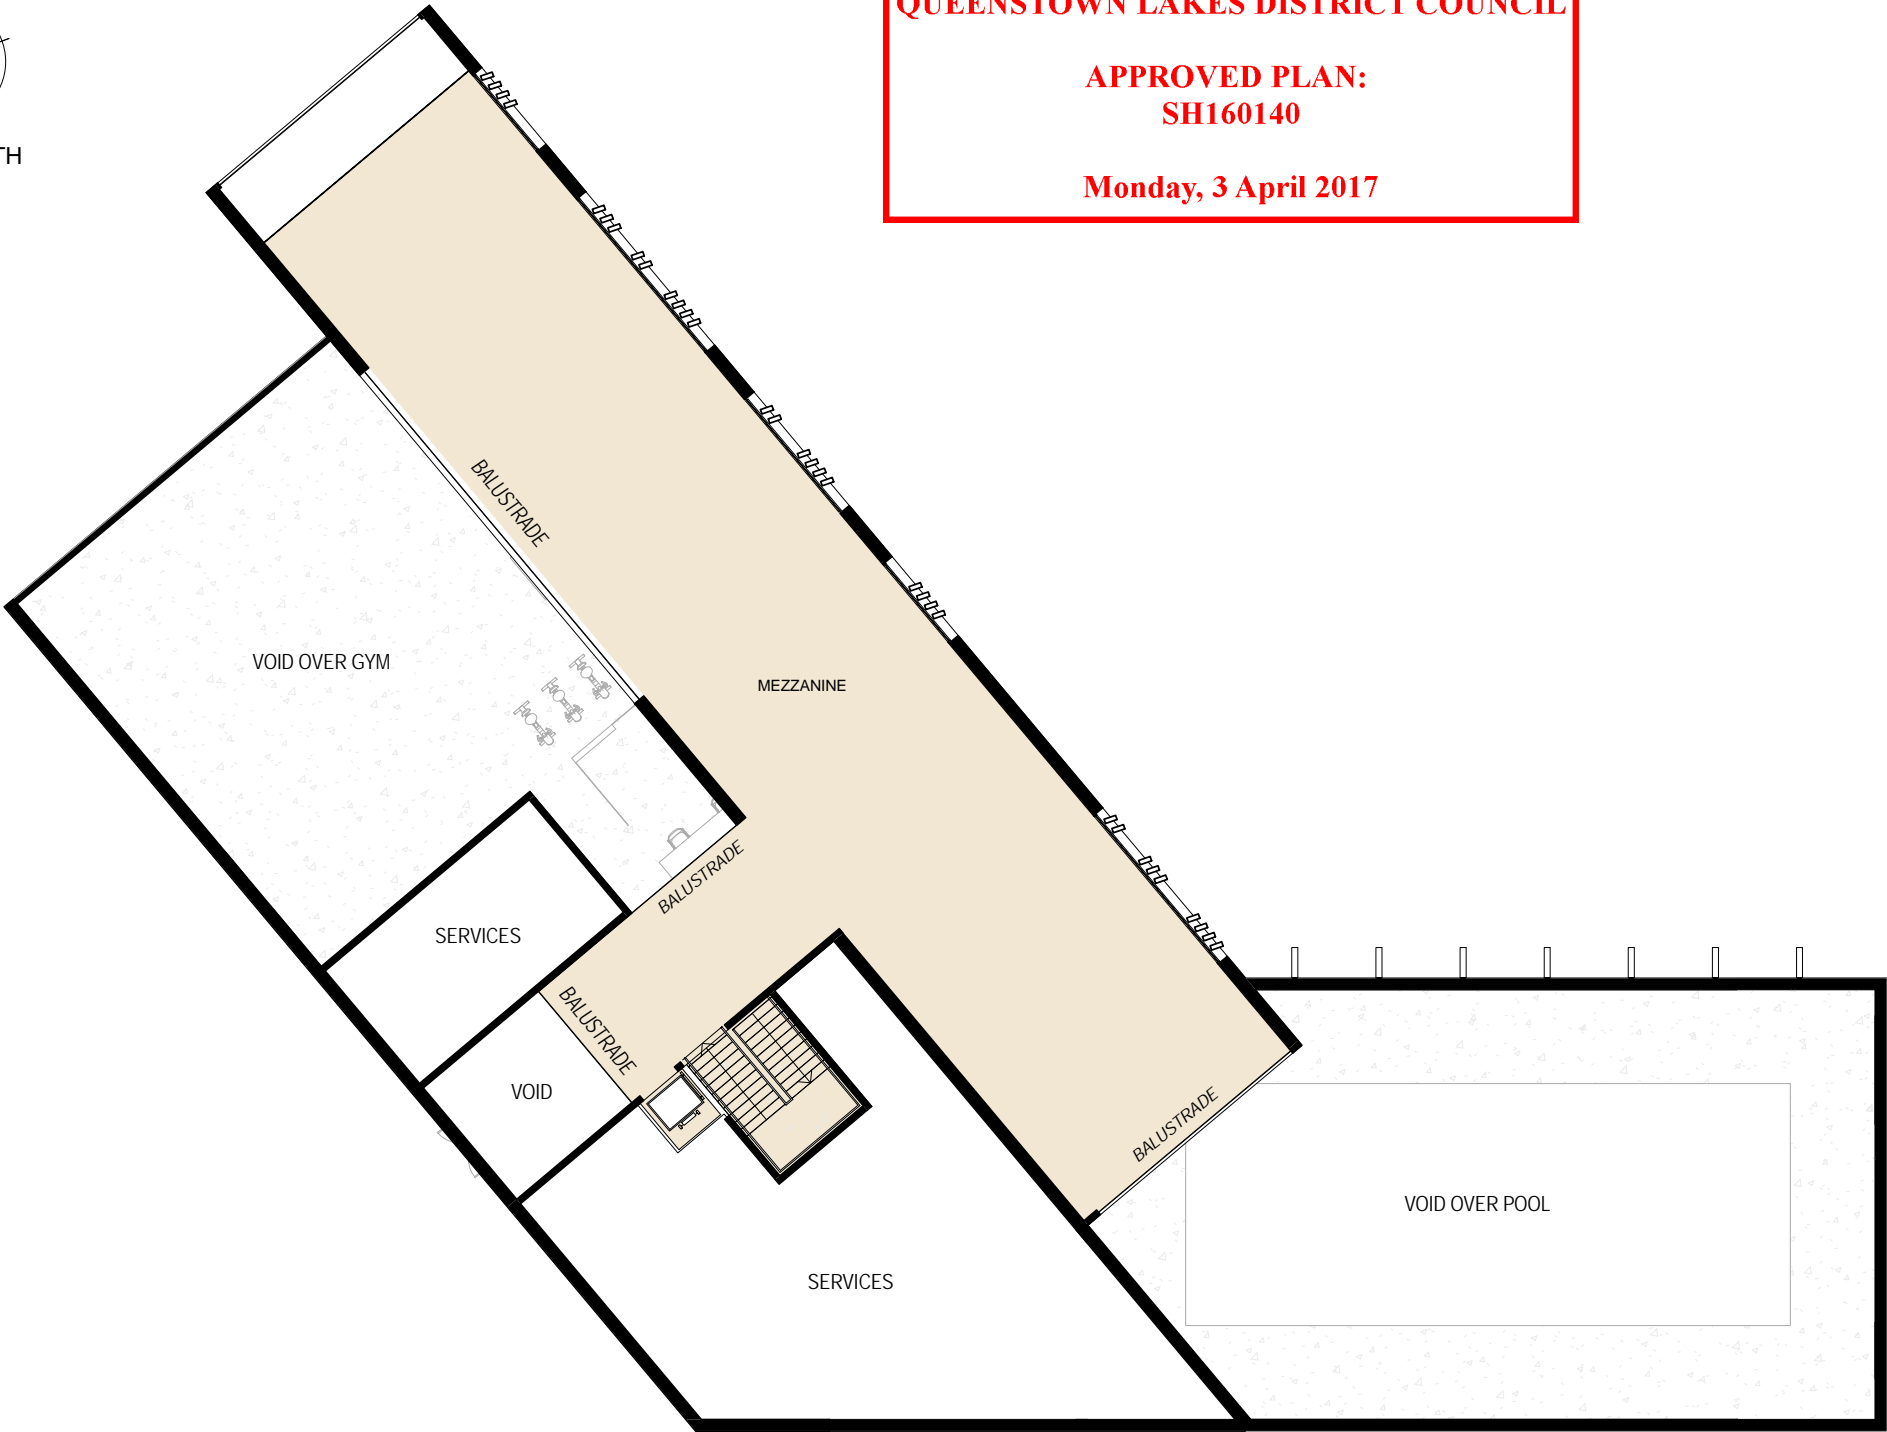 QUEENSTOWN LAKES DISTRICT COUNCIL
APPROVED PLAN:
SH160140
Monday, 3 April 2017
TH
BALUSTRADE
VOID OVER GYM
MEZZANINE
BALUSTRADE
SERVICES
BALUSTRADE
VOID
BALUSTRADE
VOID OVER POOL
SERVICES